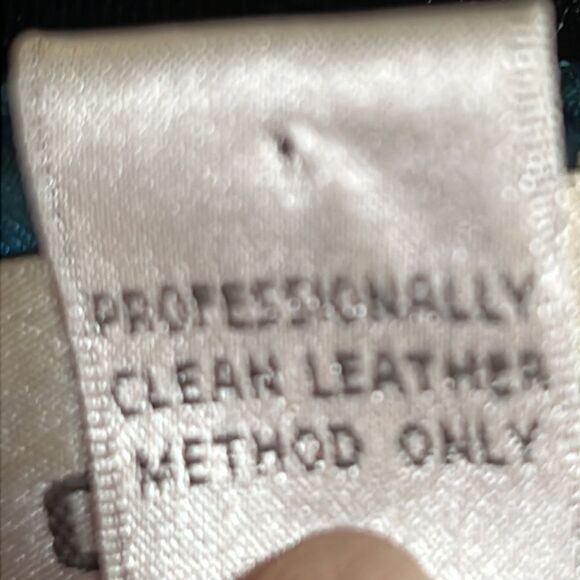 PROFESSIONALLY
CLEAN LEATHER
METHOD ONLY